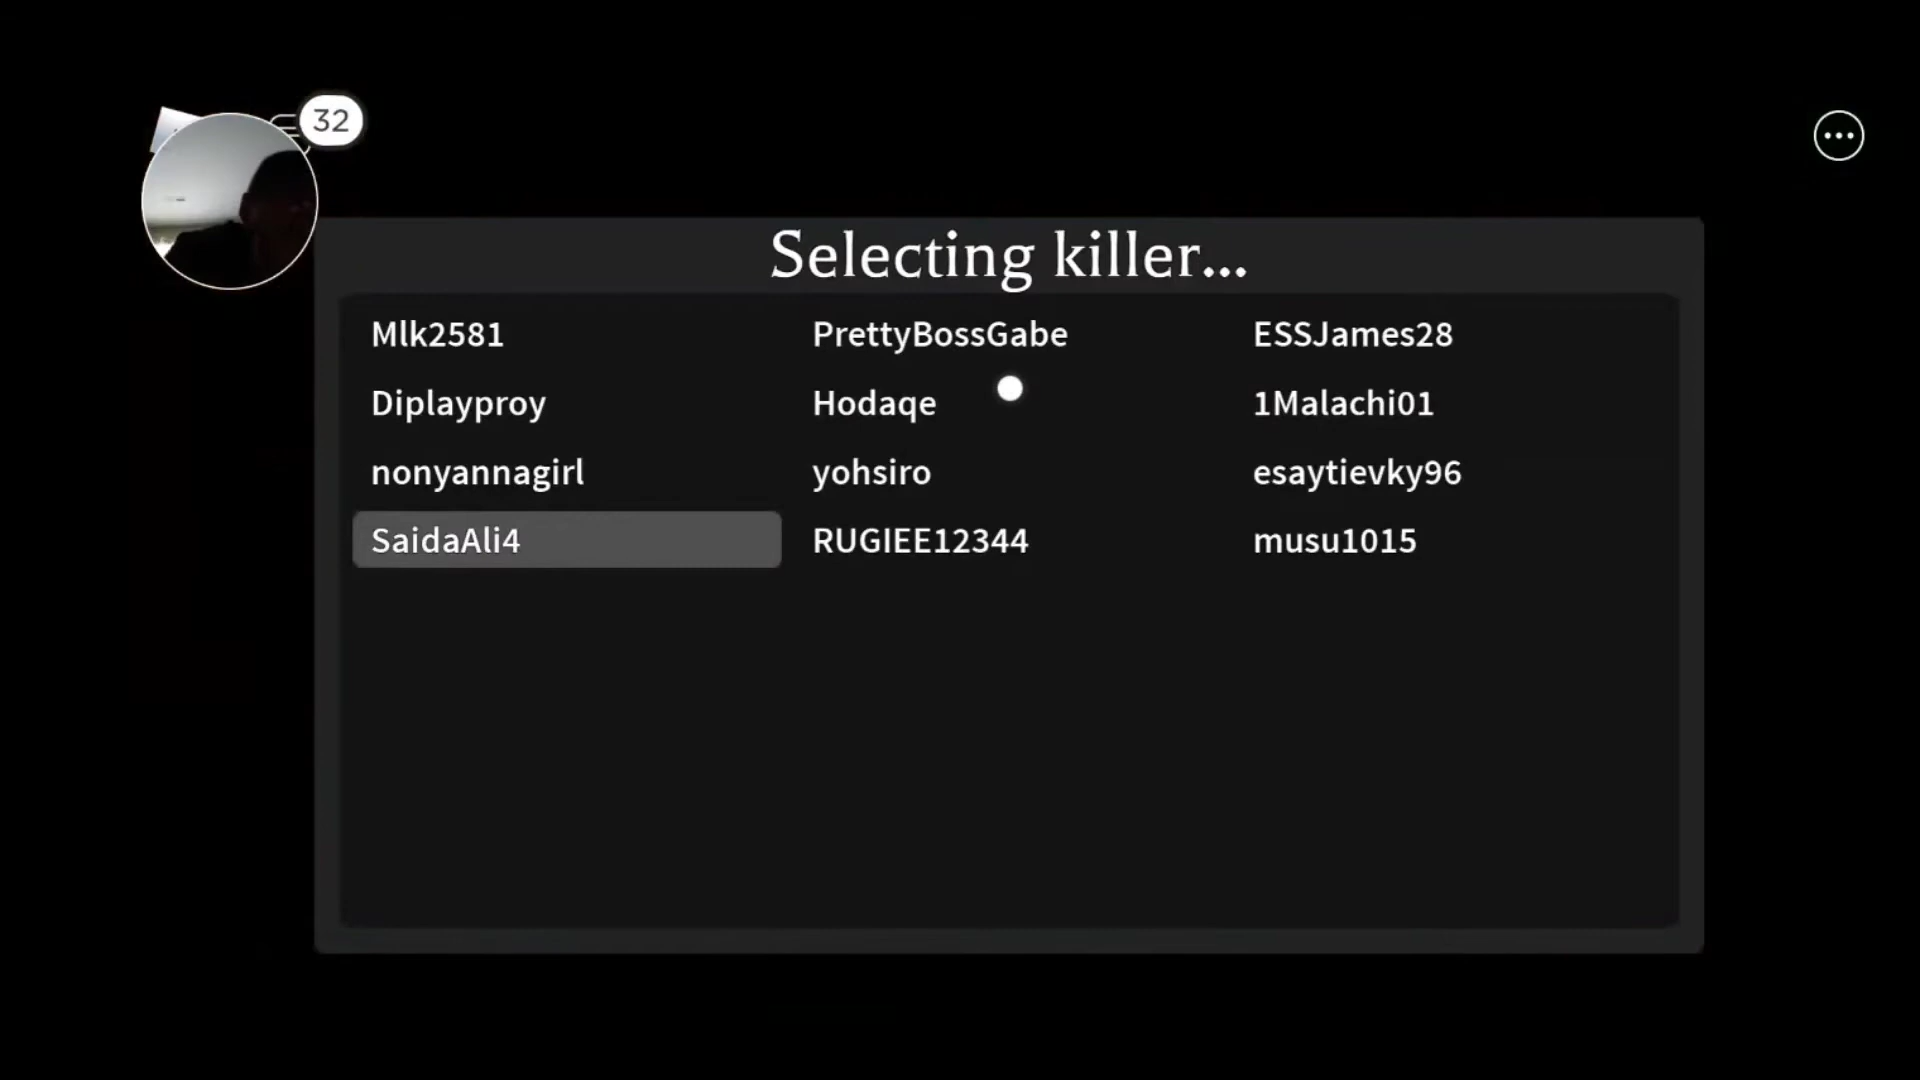 32
Selecting killer...
Mlk2581 PrettyBossGabe ESSJames28
Diplayproy Hodaqe 1Malachi01
nonyannagirl yohsiro esaytievky96
SaidaAli4 RUGIEE12344 musu1015